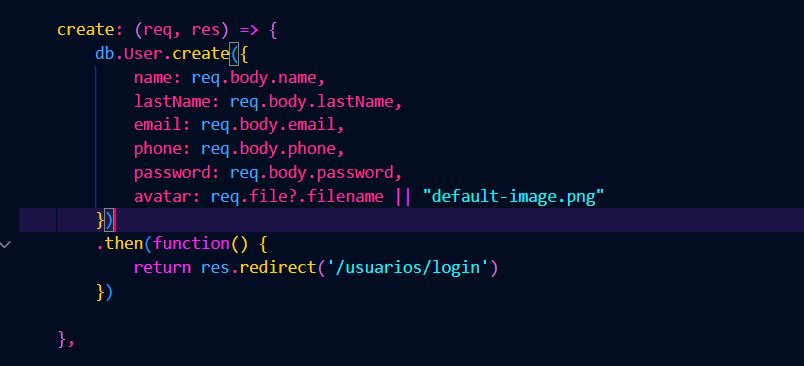 create: (req, res) => {
db.User.create({
name: req.body.name,
lastName: req.body.lastName,
email: req.body.email,
phone: req.body.phone,
password: req.body.password,
avatar: req.file?.filename || "default-image.png"
})
.then(function() {
return res.redirect('/usuarios/login')
})
},